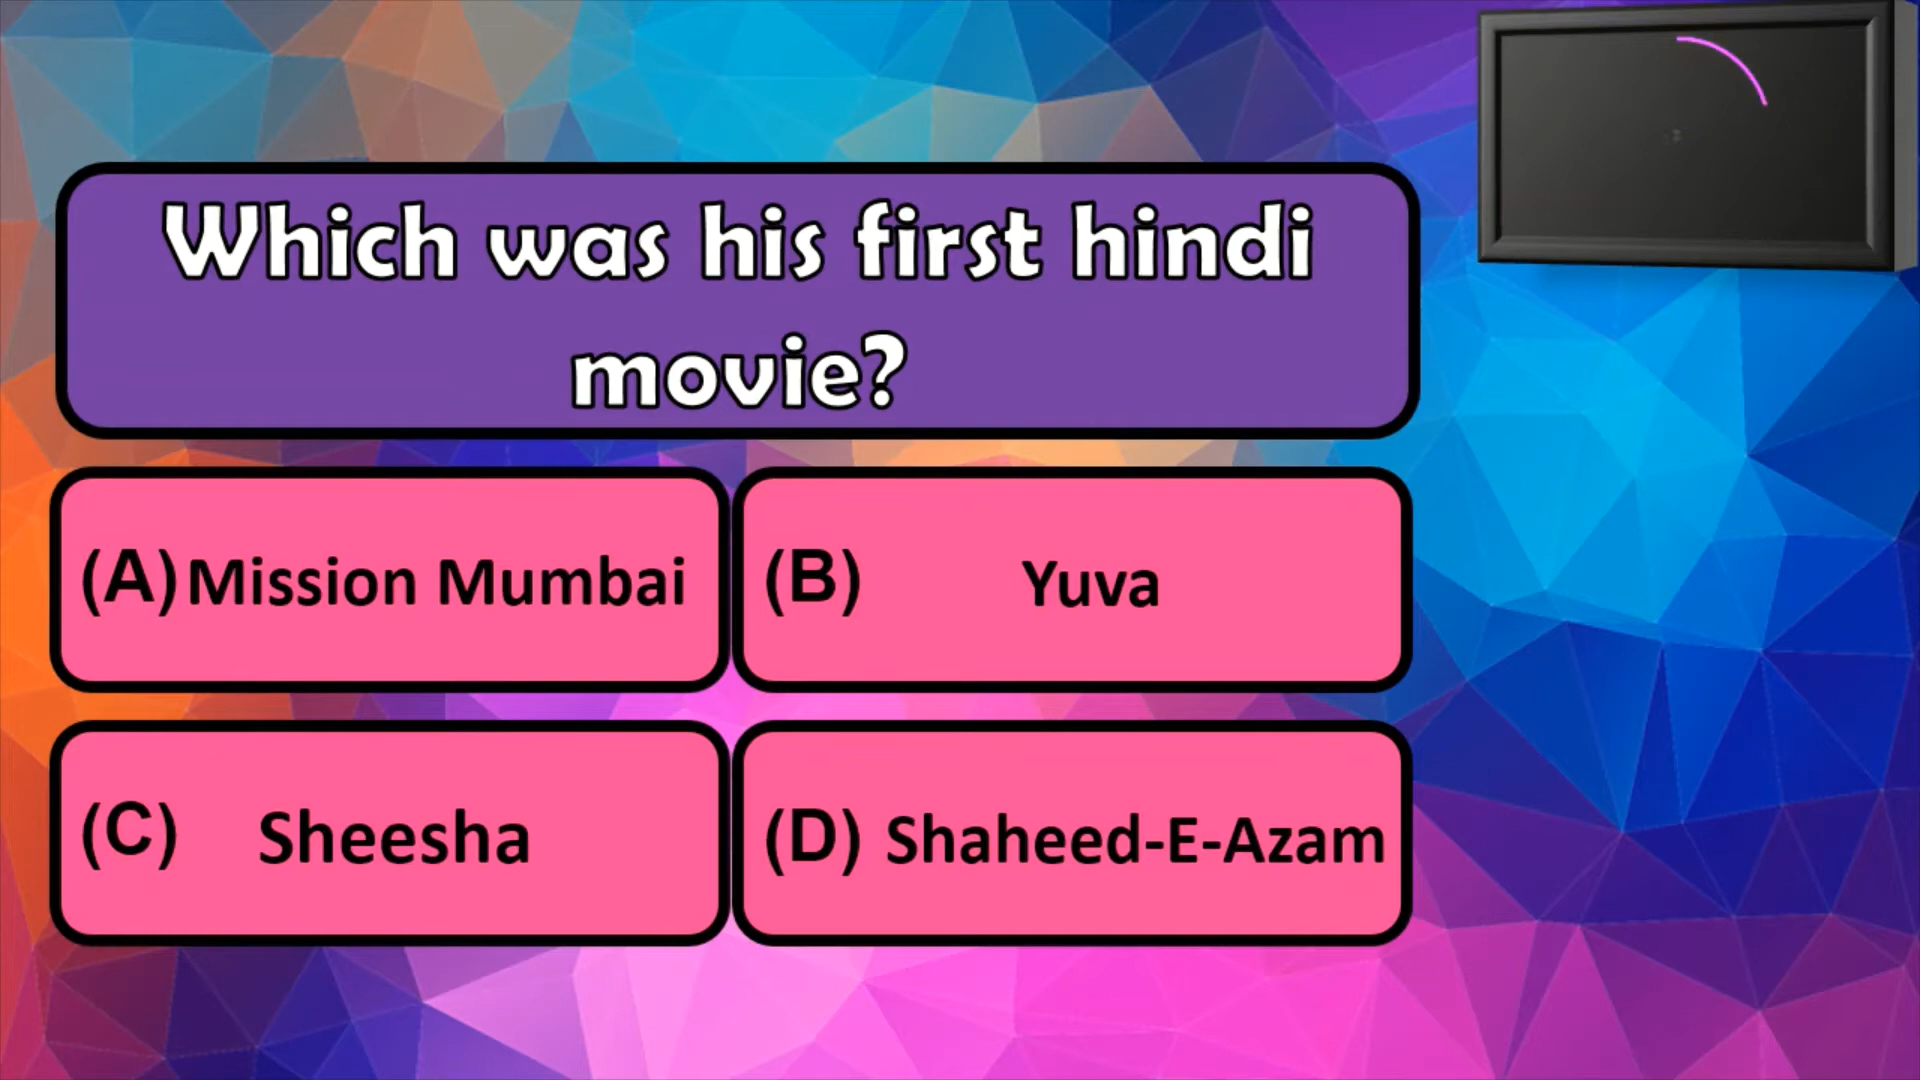 Which was his first hindi
movie?
(A) Mission Mumbai
(B) Yuva
(C) Sheesha
(D) Shaheed-E-Azam